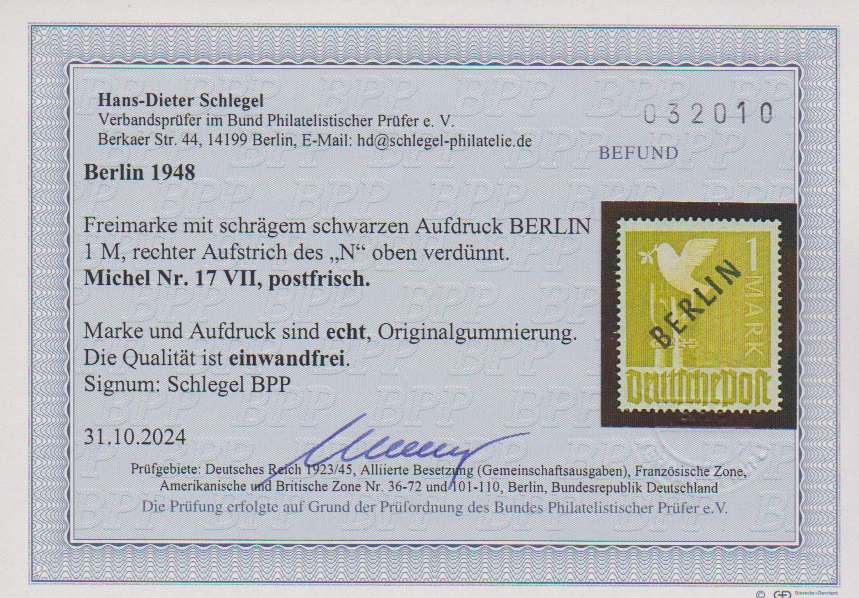 Hans-Dieter Schlegel
Verbandsprüfer im Bund Philatelistischer Prüfer e. V.
Berkaer Str. 44, 14199 Berlin, E-Mail: hd@schlegel-philatelie.de
032010
BEFUND
Berlin 1948
Freimarke mit schrägem schwarzen Aufdruck BERLIN
1 M, rechter Aufstrich des „N“ oben verdünnt.
Michel Nr. 17 VII, postfrisch.
Marke und Aufdruck sind echt, Originalgummierung.
Die Qualität ist einwandfrei.
Signum: Schlegel BPP
1 MARK
BERLIN
Deutsche Post
31.10.2024
Prüfgebiete: Deutsches Reich 1923/45, Alliierte Besetzung (Gemeinschaftsausgaben), Französische Zone,
Amerikanische und Britische Zone Nr. 36-72 und 101-110, Berlin, Bundesrepublik Deutschland
Die Prüfung erfolgte auf Grund der Prüfordnung des Bundes Philatelistischer Prüfer e.V.
© Giesecke+Devrient